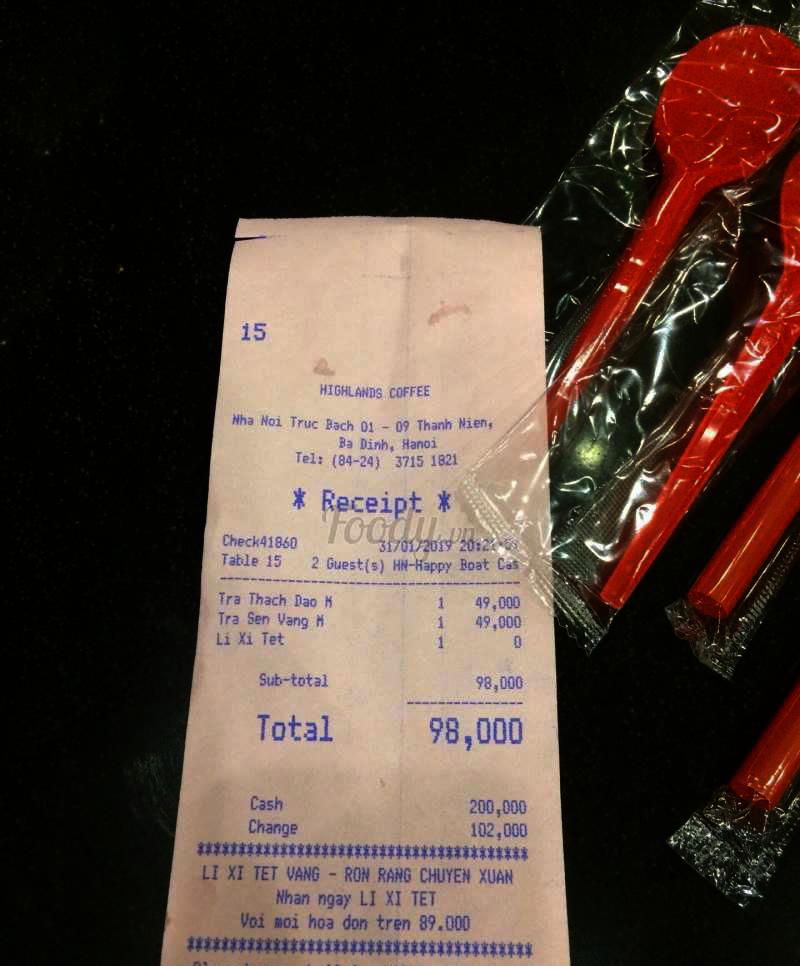 15
HIGHLANDS COFFEE
Nha Noi Truc Bach 01 - 09 Thanh Nien,
Ba Dinh, Hanoi
Tel: (84-24) 3715 1821
* Receipt *
Foody.vn
Check41860 31/01/2019
Table 15 2 Guest(s) HN-Happy Boat Cas
Tra Thach Dao M 1 49,000
Tra Sen Vang M 1 49,000
Li Xi Tet 1 0
Sub-total 98,000
Total 98,000
Cash 200,000
Change 102,000
****************************************
LI XI TET VANG - RON RANG CHUYEN XUAN
Nhan ngay LI XI TET
Voi moi hoa don tren 89.000
****************************************